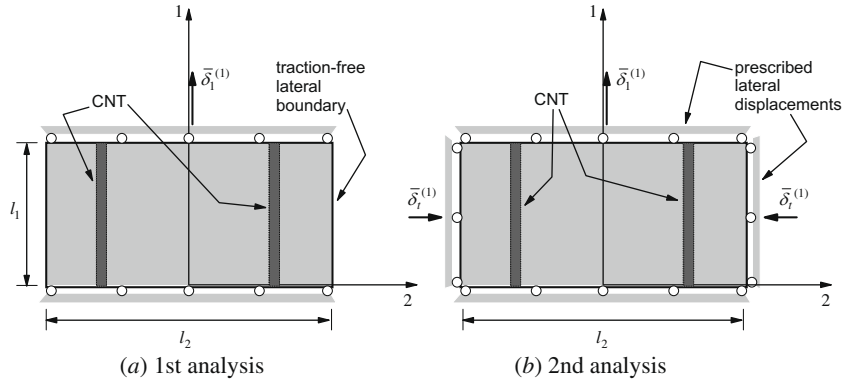 1
δ̄₁⁽¹⁾
CNT
traction-free
lateral
boundary
l₁
2
l₂
(a) 1st analysis
1
δ̄₁⁽¹⁾
CNT
prescribed
lateral
displacements
δ̄ₜ⁽¹⁾
δ̄ₜ⁽¹⁾
2
l₂
(b) 2nd analysis